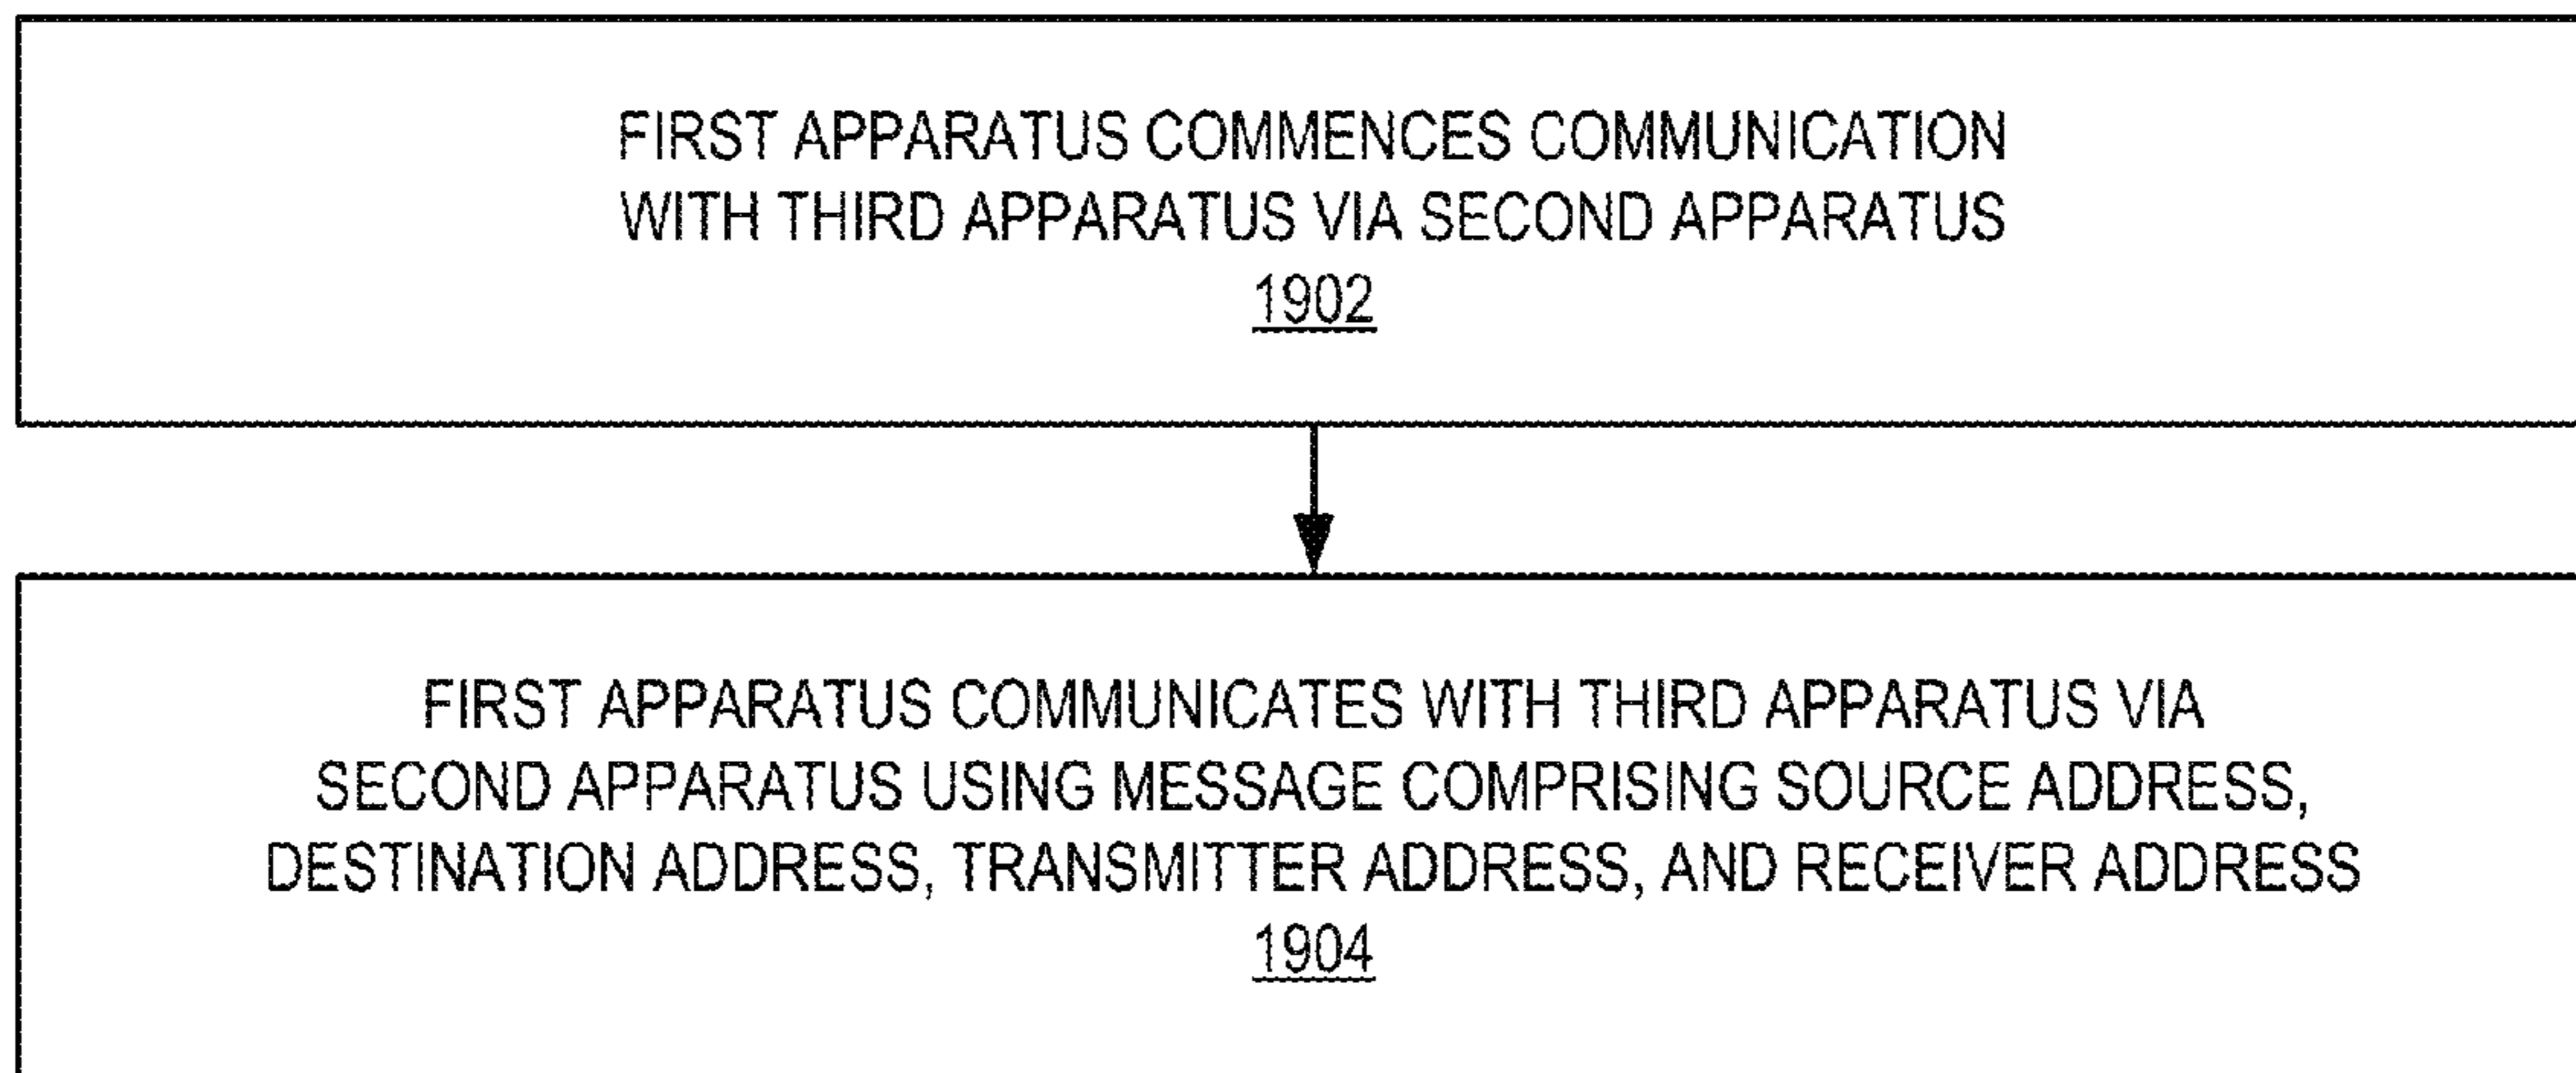 FIRST APPARATUS COMMENCES COMMUNICATION
WITH THIRD APPARATUS VIA SECOND APPARATUS
1902
FIRST APPARATUS COMMUNICATES WITH THIRD APPARATUS VIA
SECOND APPARATUS USING MESSAGE COMPRISING SOURCE ADDRESS,
DESTINATION ADDRESS, TRANSMITTER ADDRESS, AND RECEIVER ADDRESS
1904